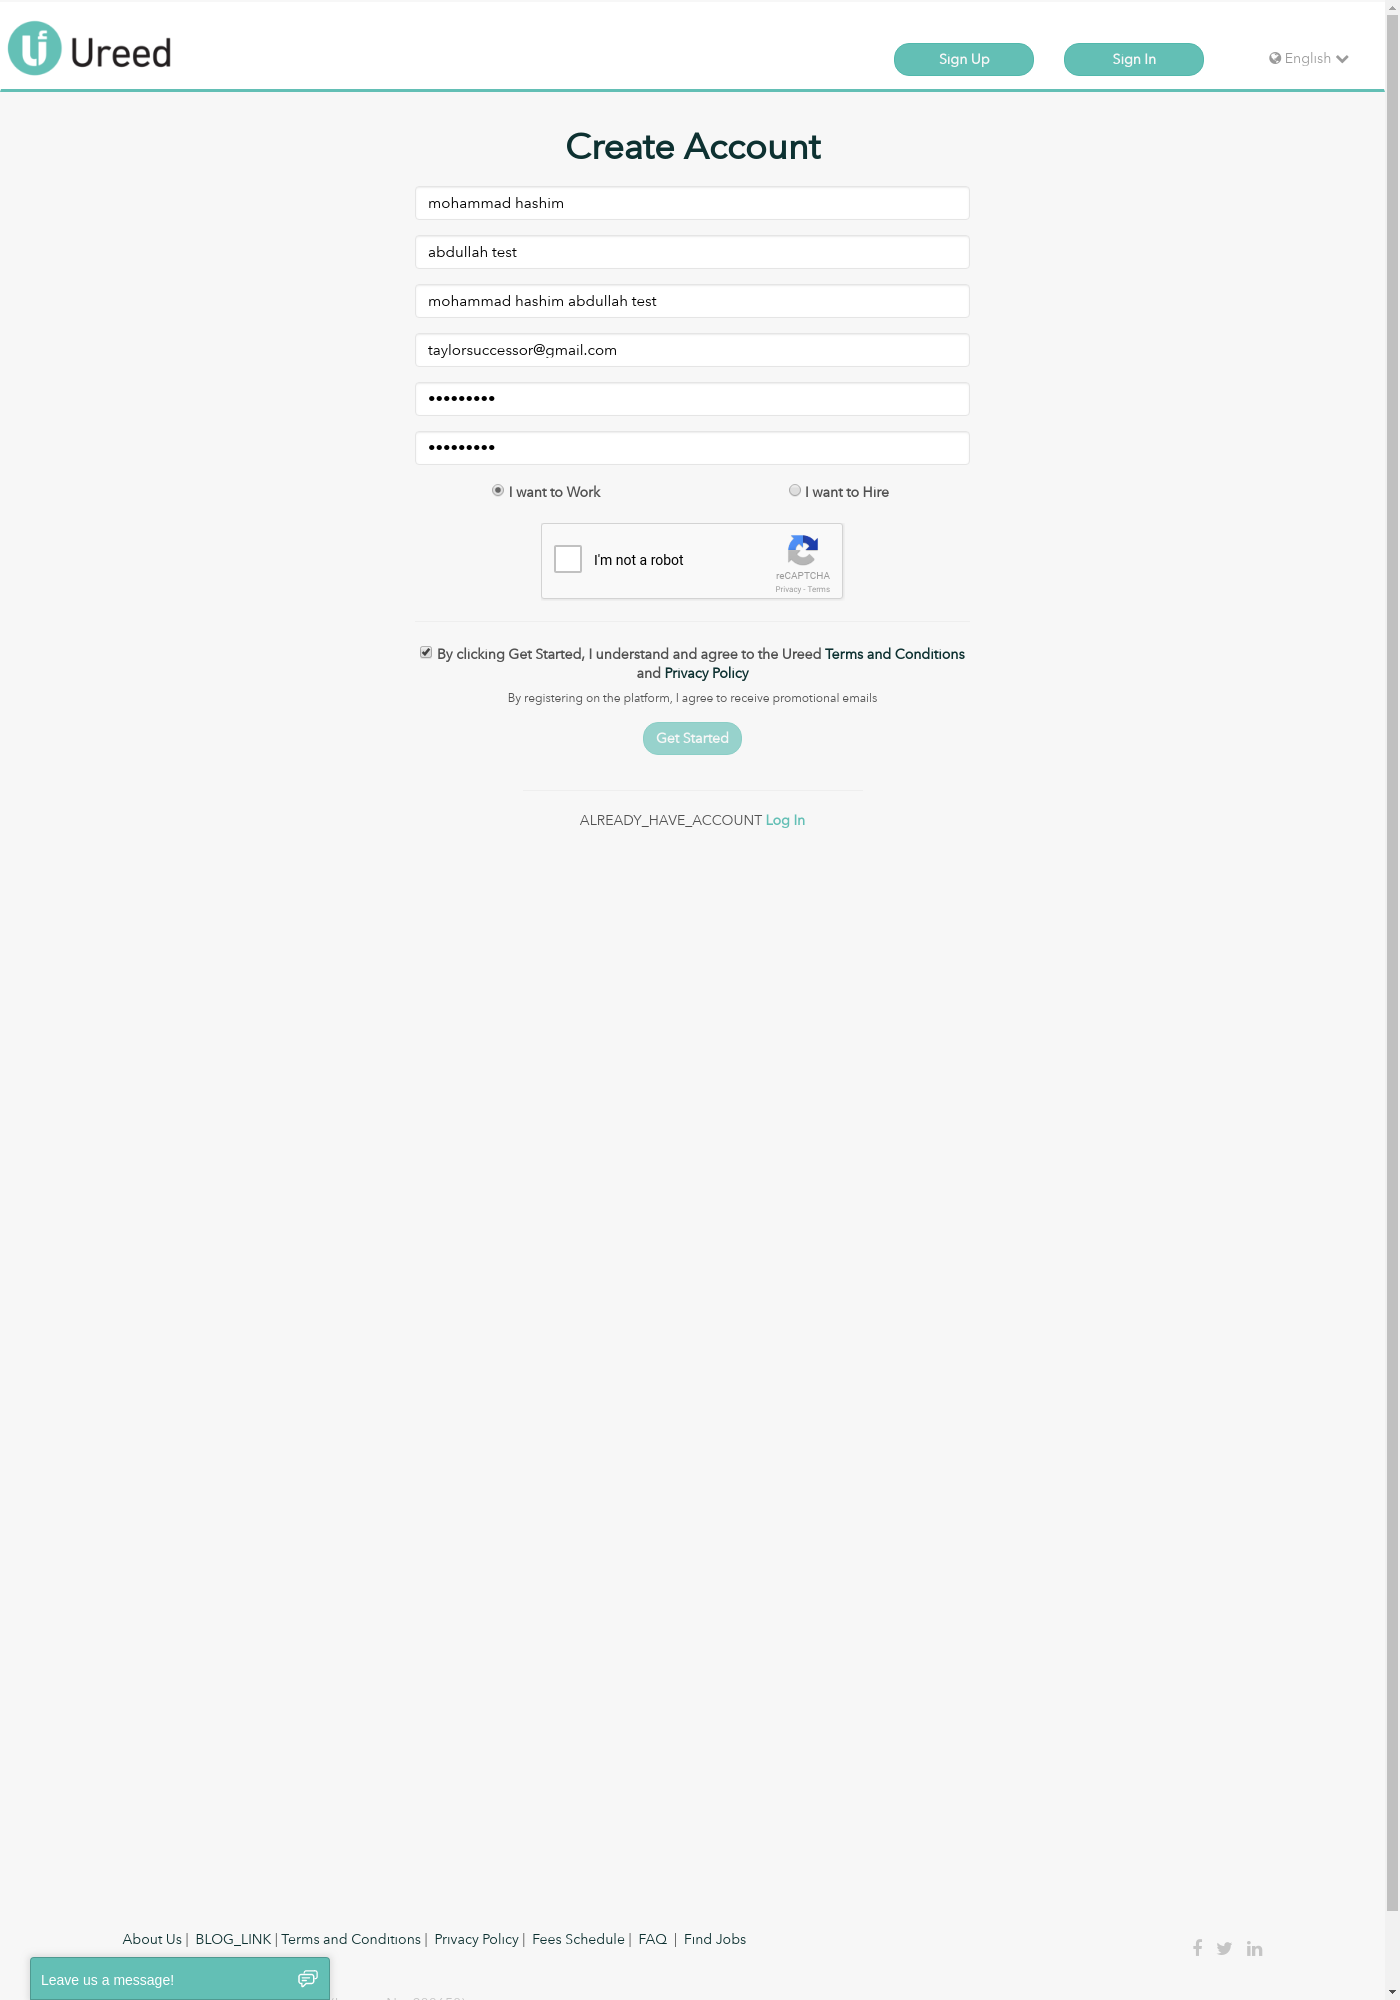 Ureed
Sign Up
Sign In
English
Create Account
mohammad hashim
abdullah test
mohammad hashim abdullah test
taylorsuccessor@gmail.com
•••••••••
•••••••••
I want to Work
I want to Hire
I'm not a robot
reCAPTCHA
Privacy - Terms
By clicking Get Started, I understand and agree to the Ureed Terms and Conditions
and Privacy Policy
By registering on the platform, I agree to receive promotional emails
Get Started
ALREADY_HAVE_ACCOUNT Log In
About Us | BLOG_LINK | Terms and Conditions | Privacy Policy | Fees Schedule | FAQ | Find Jobs
Leave us a message!